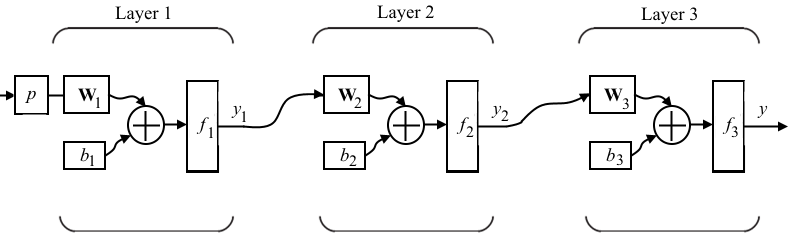 Layer 1 Layer 2 Layer 3
p W1 y1 W2 y2 W3 y
f1 f2 f3
b1 b2 b3